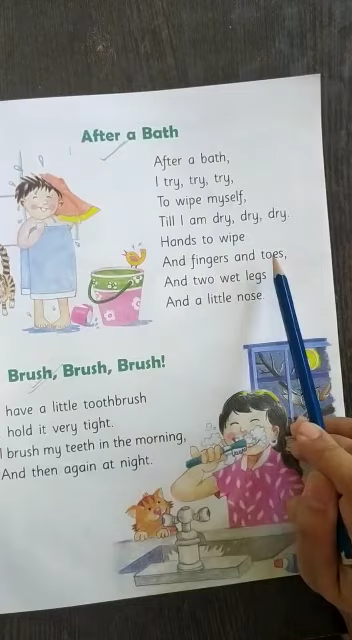 After a Bath
After a bath,
I try, try, try,
To wipe myself,
Till I am dry, dry, dry.
Hands to wipe
And fingers and toes,
And two wet legs
And a little nose.
Brush, Brush, Brush!
have a little toothbrush
hold it very tight.
I brush my teeth in the morning,
And then again at night.